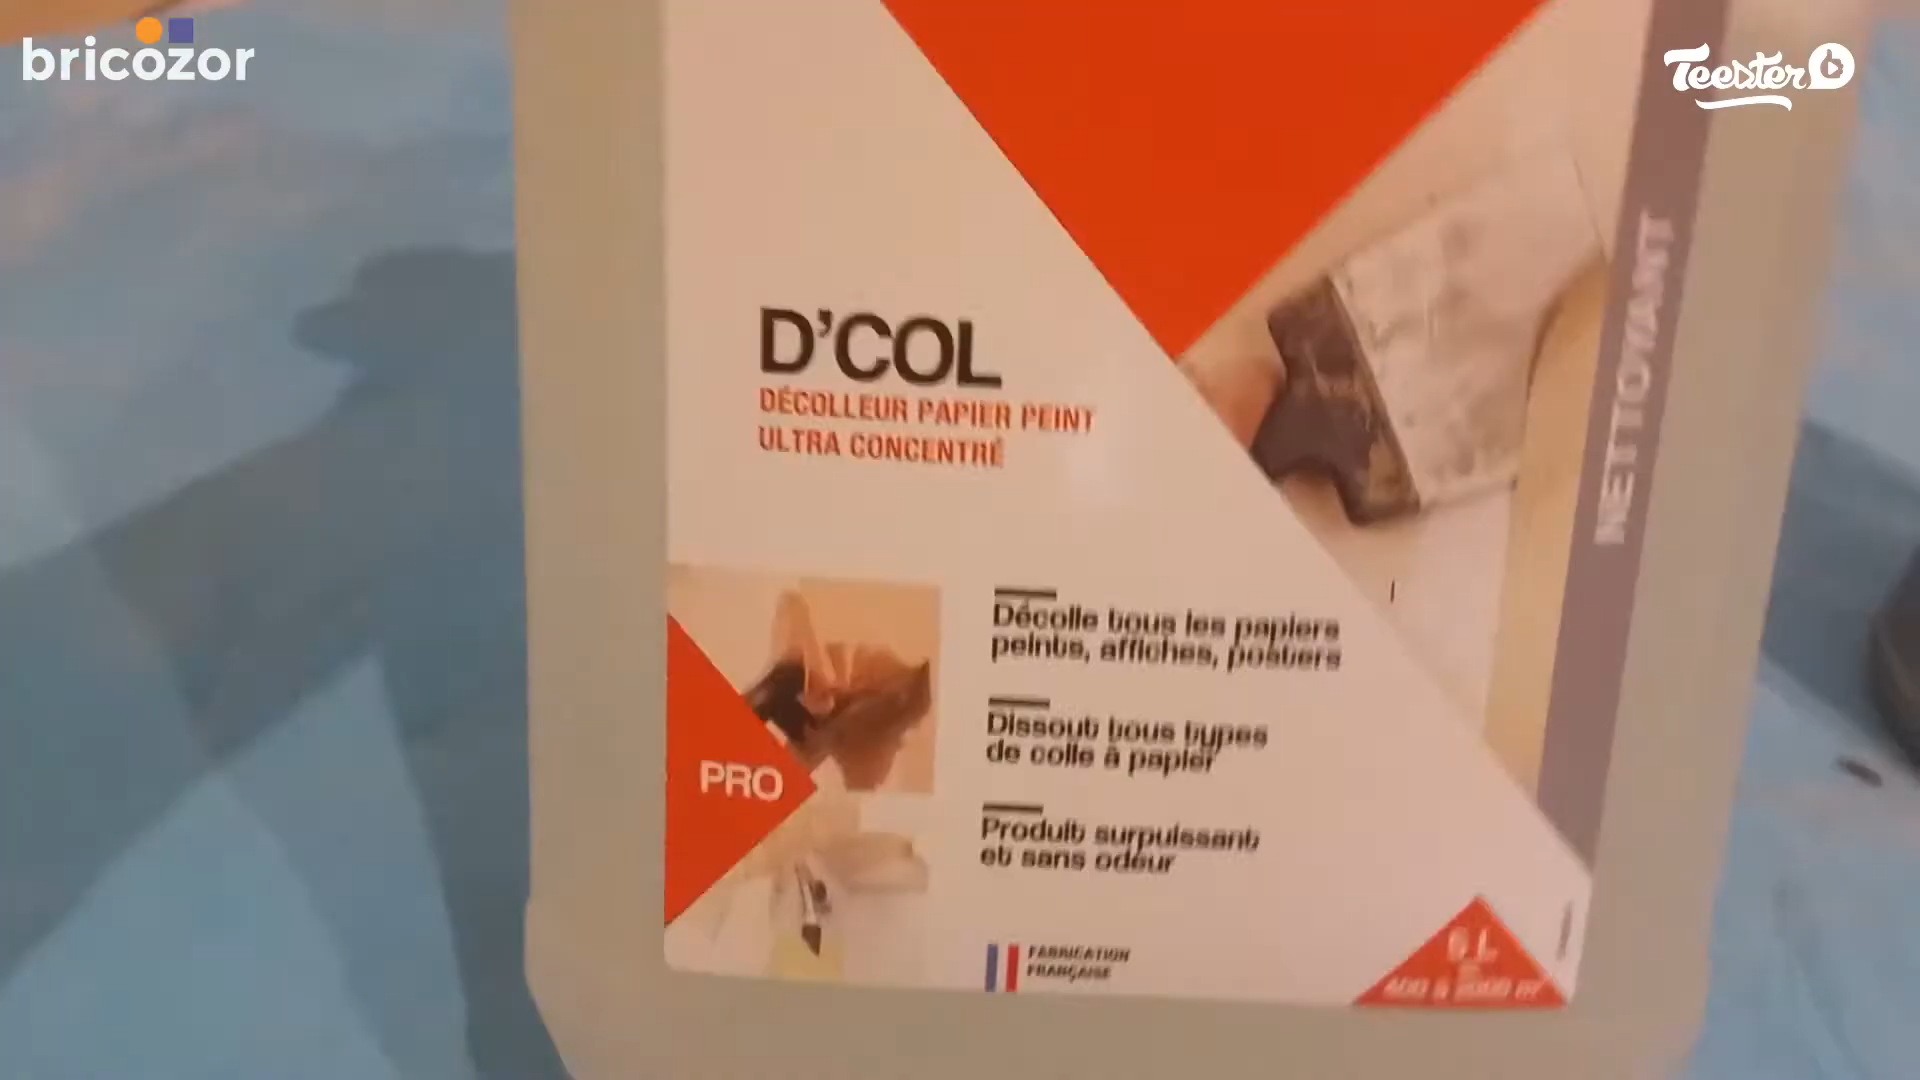 bricozor
Teester
D'COL
DÉCOLLEUR PAPIER PEINT
ULTRA CONCENTRÉ
NETTOYANT
Décolle tous les papiers
peints, affiches, posters
Dissout tous types
de colle à papier
PRO
Produit surpuissant
et sans odeur
FABRICATION
FRANÇAISE
5 L